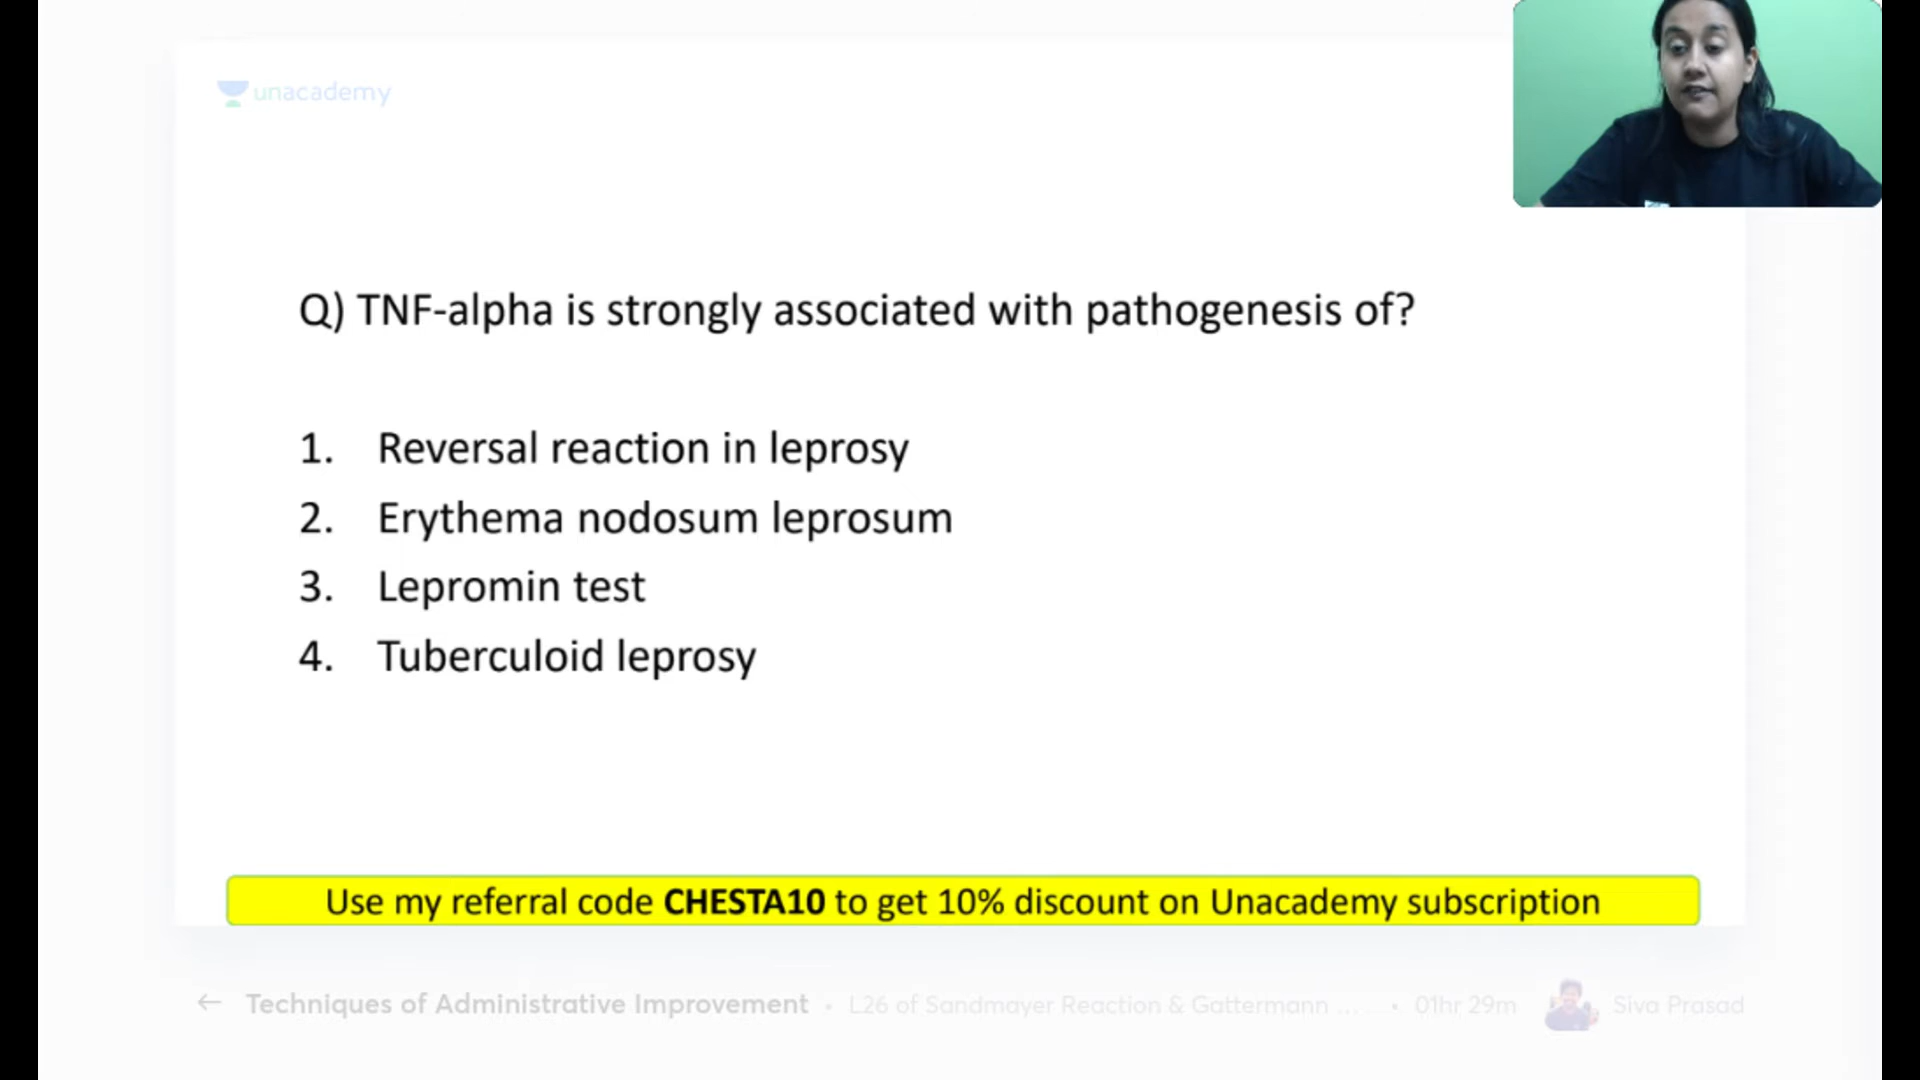 unacademy
Q) TNF-alpha is strongly associated with pathogenesis of?
1. Reversal reaction in leprosy
2. Erythema nodosum leprosum
3. Lepromin test
4. Tuberculoid leprosy
Use my referral code CHESTA10 to get 10% discount on Unacademy subscription
Techniques of Administrative Improvement • L26 of Sandmayer Reaction & Gattermann ... • 01hr 29m Siva Prasad